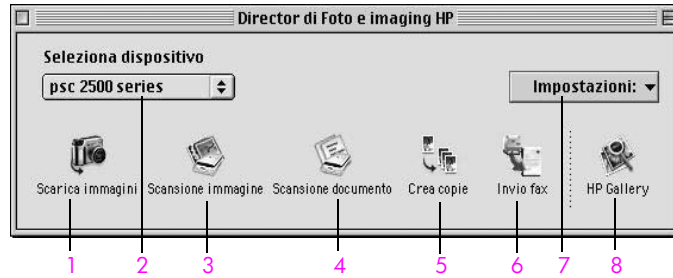 Director di Foto e imaging HP
Seleziona dispositivo
psc 2500 series
Impostazioni:
Scarica immagini Scansione immagine Scansione documento Crea copie Invio fax HP Gallery
1 2 3 4 5 6 7 8